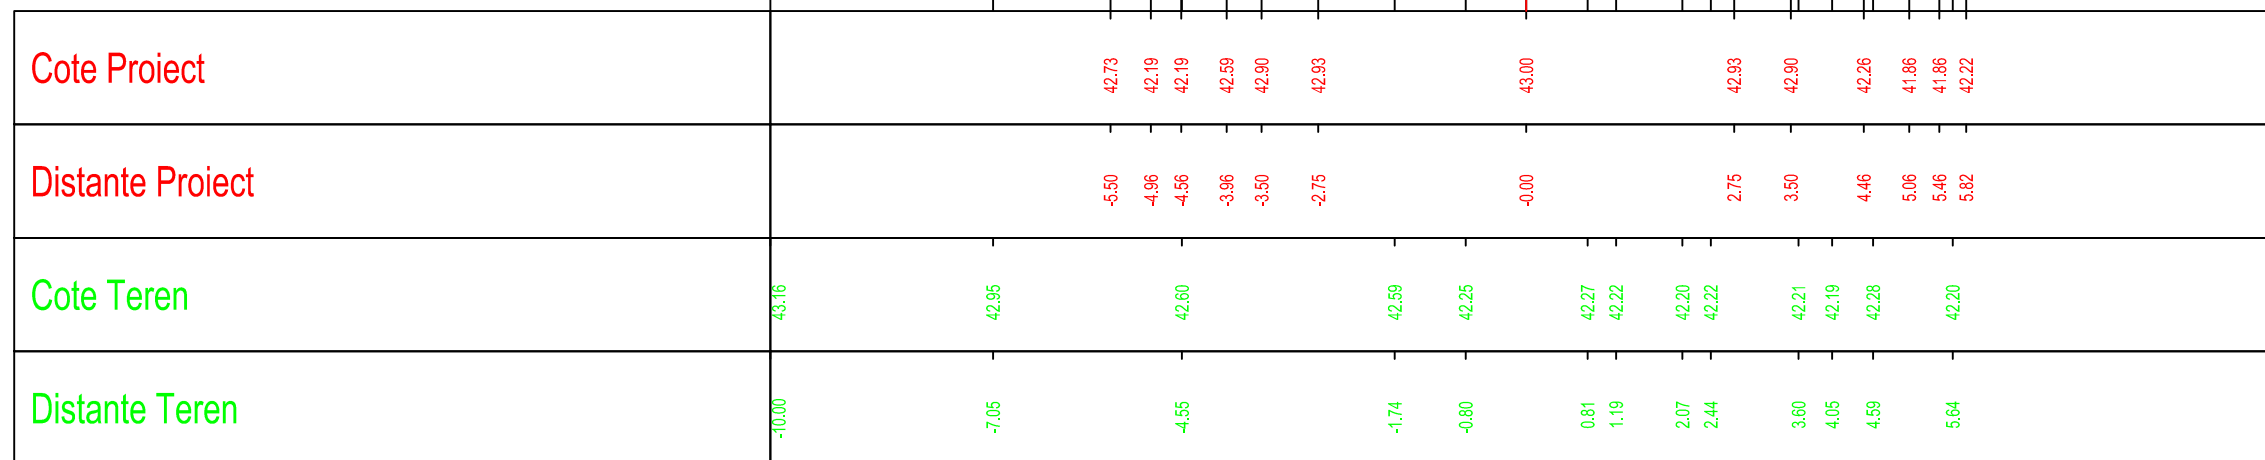 Cote Proiect 42.73 42.19 42.19 42.59 42.90 42.93 43.00 42.93 42.90 42.26 41.86 41.86 42.22
Distante Proiect -5.50 -4.96 -4.56 -3.96 -3.50 -2.75 -0.00 2.75 3.50 4.46 5.06 5.46 5.82
Cote Teren 43.16 42.95 42.60 42.59 42.25 42.27 42.22 42.20 42.22 42.21 42.19 42.28 42.20
Distante Teren -10.00 -7.05 -4.55 -1.74 -0.80 0.81 1.19 2.07 2.44 3.60 4.05 4.59 5.64